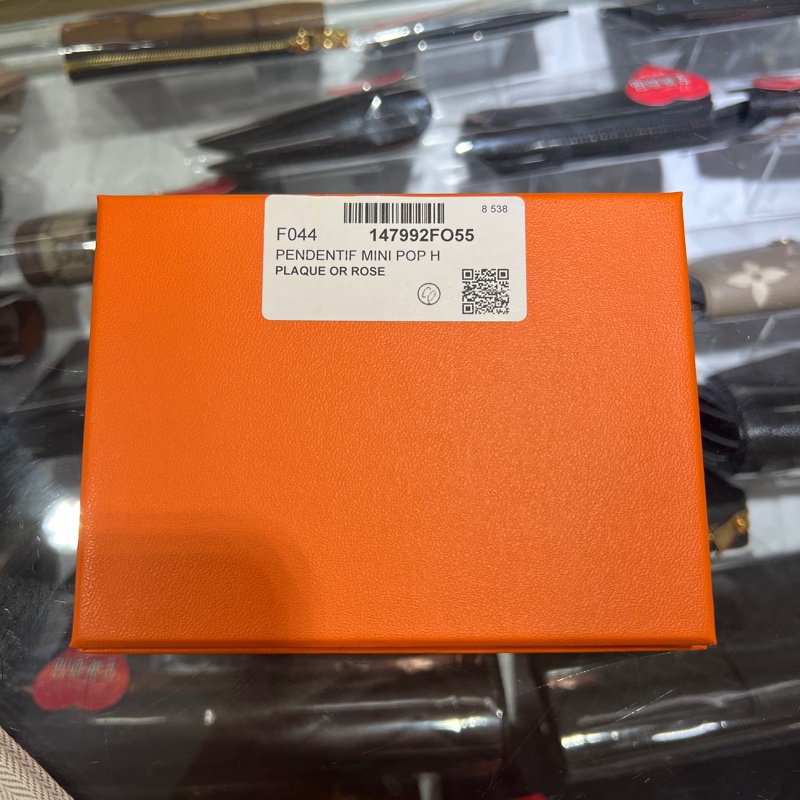 8 538
F044 147992FO55
PENDENTIF MINI POP H
PLAQUE OR ROSE